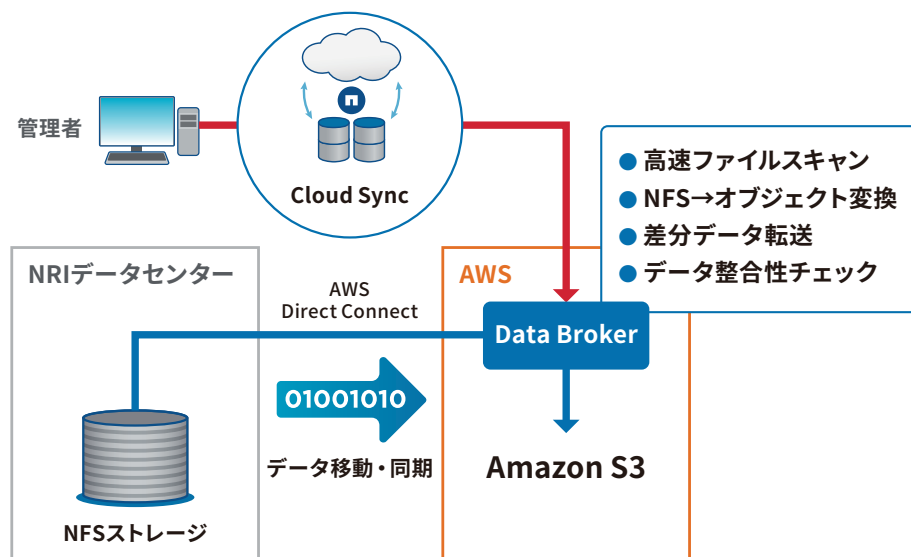 管理者
Cloud Sync
● 高速ファイルスキャン
● NFS→オブジェクト変換
● 差分データ転送
● データ整合性チェック
NRIデータセンター
AWS
Direct Connect
AWS
Data Broker
01001010
データ移動・同期
Amazon S3
NFSストレージ